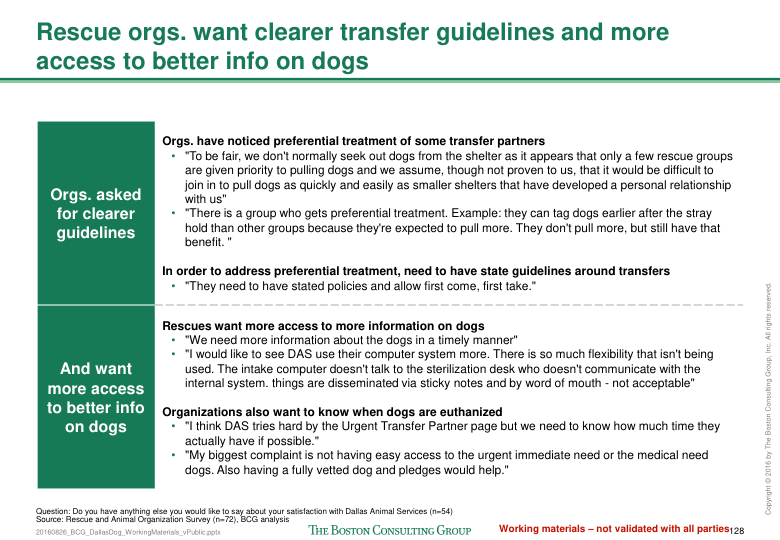 Rescue orgs. want clearer transfer guidelines and more
access to better info on dogs
Orgs. asked
for clearer
guidelines
Orgs. have noticed preferential treatment of some transfer partners
• "To be fair, we don't normally seek out dogs from the shelter as it appears that only a few rescue groups
are given priority to pulling dogs and we assume, though not proven to us, that it would be difficult to
join in to pull dogs as quickly and easily as smaller shelters that have developed a personal relationship
with us"
• "There is a group who gets preferential treatment. Example: they can tag dogs earlier after the stray
hold than other groups because they're expected to pull more. They don't pull more, but still have that
benefit. "
In order to address preferential treatment, need to have state guidelines around transfers
• "They need to have stated policies and allow first come, first take."
And want
more access
to better info
on dogs
Rescues want more access to more information on dogs
• "We need more information about the dogs in a timely manner"
• "I would like to see DAS use their computer system more. There is so much flexibility that isn't being
used. The intake computer doesn't talk to the sterilization desk who doesn't communicate with the
internal system. things are disseminated via sticky notes and by word of mouth - not acceptable"
Organizations also want to know when dogs are euthanized
• "I think DAS tries hard by the Urgent Transfer Partner page but we need to know how much time they
actually have if possible."
• "My biggest complaint is not having easy access to the urgent immediate need or the medical need
dogs. Also having a fully vetted dog and pledges would help."
Question: Do you have anything else you would like to say about your satisfaction with Dallas Animal Services (n=54)
Source: Rescue and Animal Organization Survey (n=72), BCG analysis
20160826_BCG_DallasDog_WorkingMaterials_vPublic.pptx
THE BOSTON CONSULTING GROUP
Working materials – not validated with all parties
128
Copyright © 2016 by The Boston Consulting Group, Inc. All rights reserved.